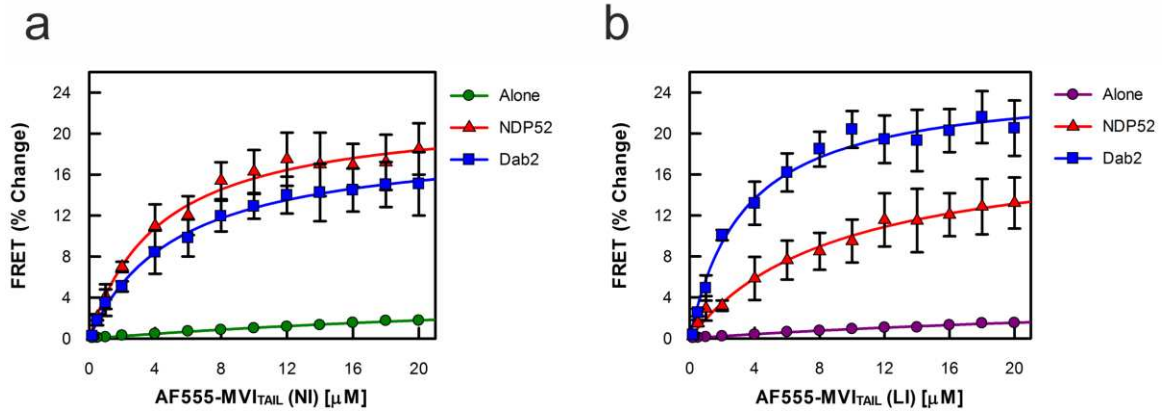 a
FRET (% Change)
24
20
16
12
8
4
0
0 4 8 12 16 20
AF555-MVITAIL (NI) [µM]
Alone
NDP52
Dab2
b
FRET (% Change)
24
20
16
12
8
4
0
0 4 8 12 16 20
AF555-MVITAIL (LI) [µM]
Alone
NDP52
Dab2